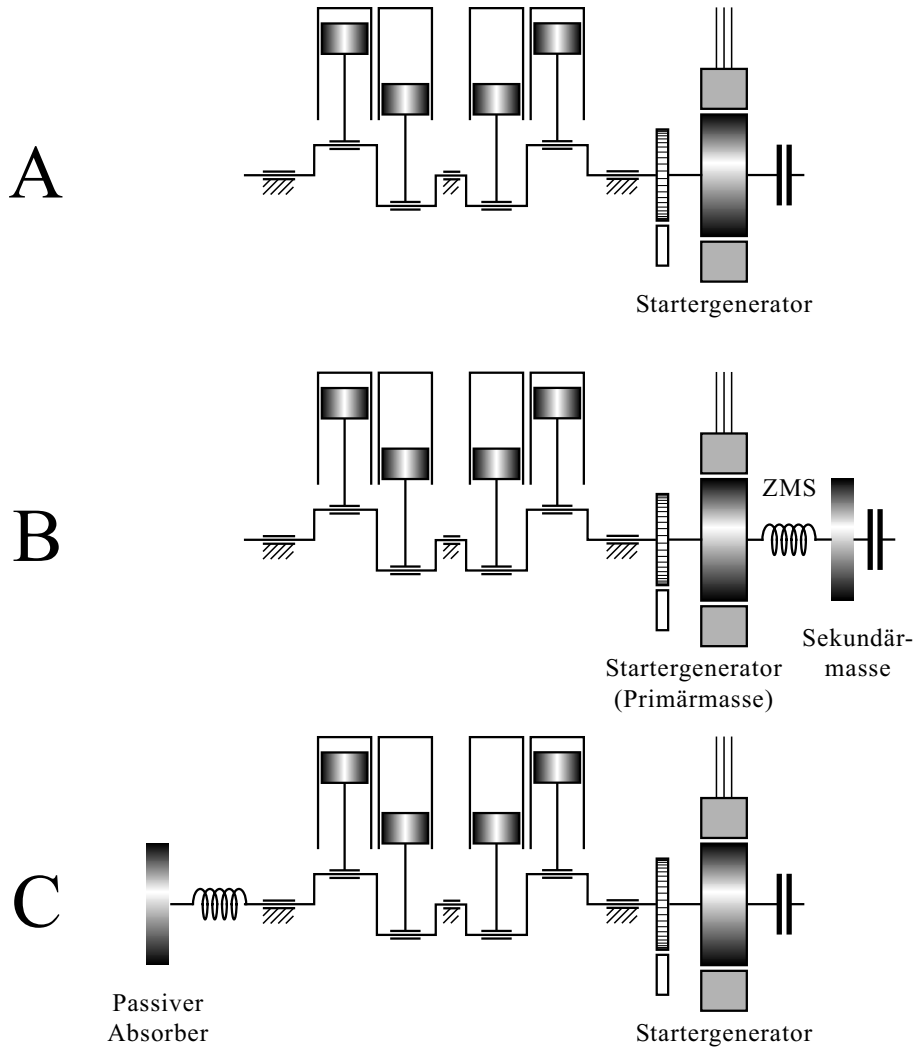 A
Startergenerator
B
ZMS
Startergenerator
(Primärmasse)
Sekundär-
masse
C
Passiver
Absorber
Startergenerator